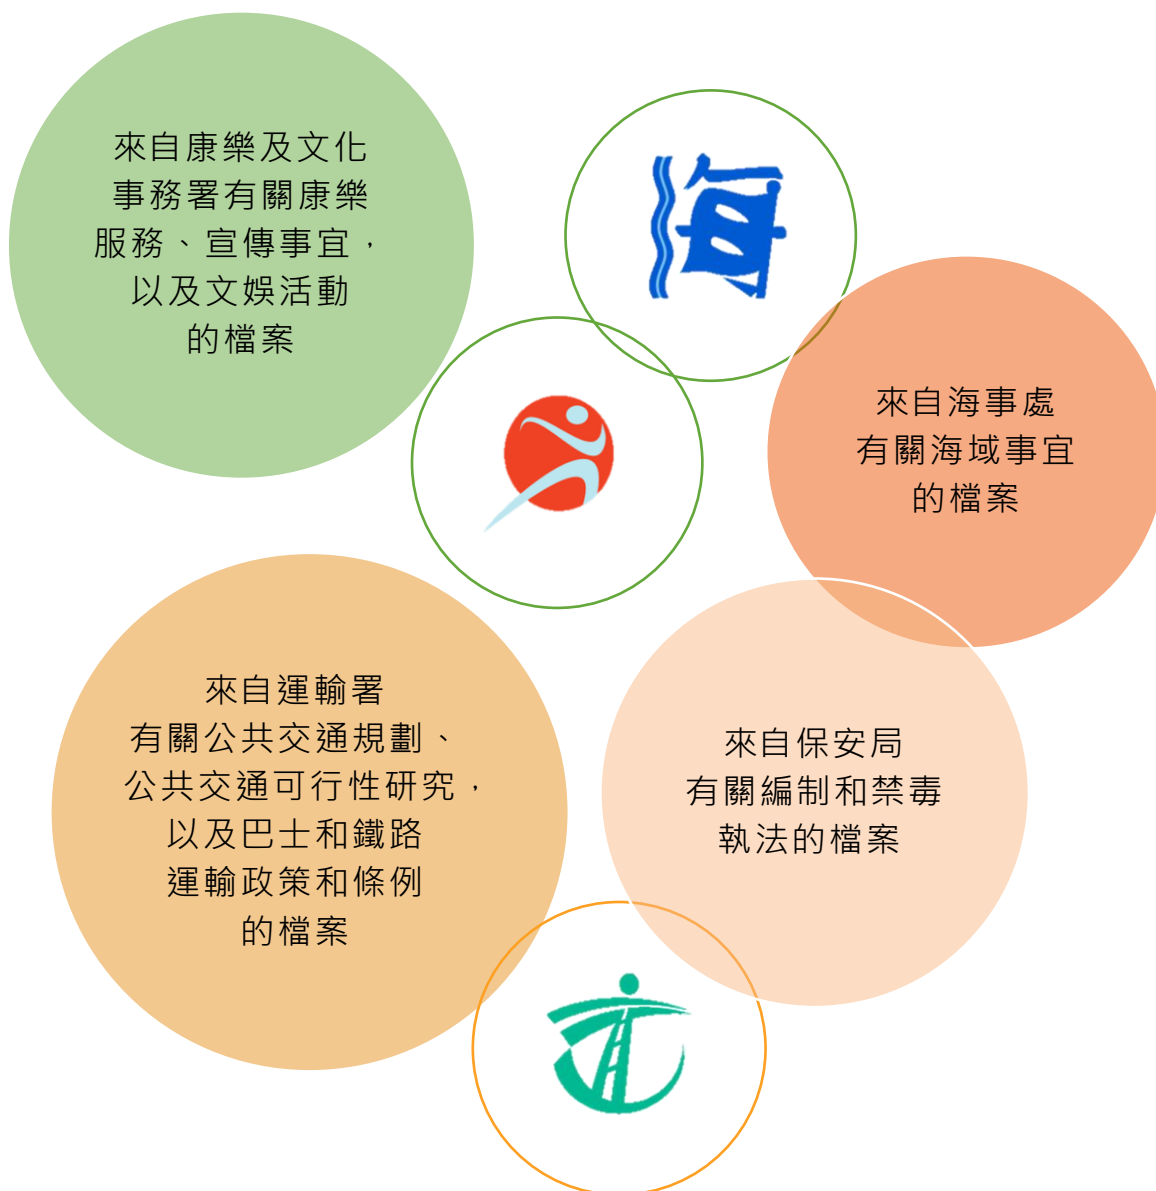 來自康樂及文化
事務署有關康樂
服務、宣傳事宜，
以及文娛活動
的檔案
來自海事處
有關海域事宜
的檔案
來自運輸署
有關公共交通規劃、
公共交通可行性研究，
以及巴士和鐵路
運輸政策和條例
的檔案
來自保安局
有關編制和禁毒
執法的檔案